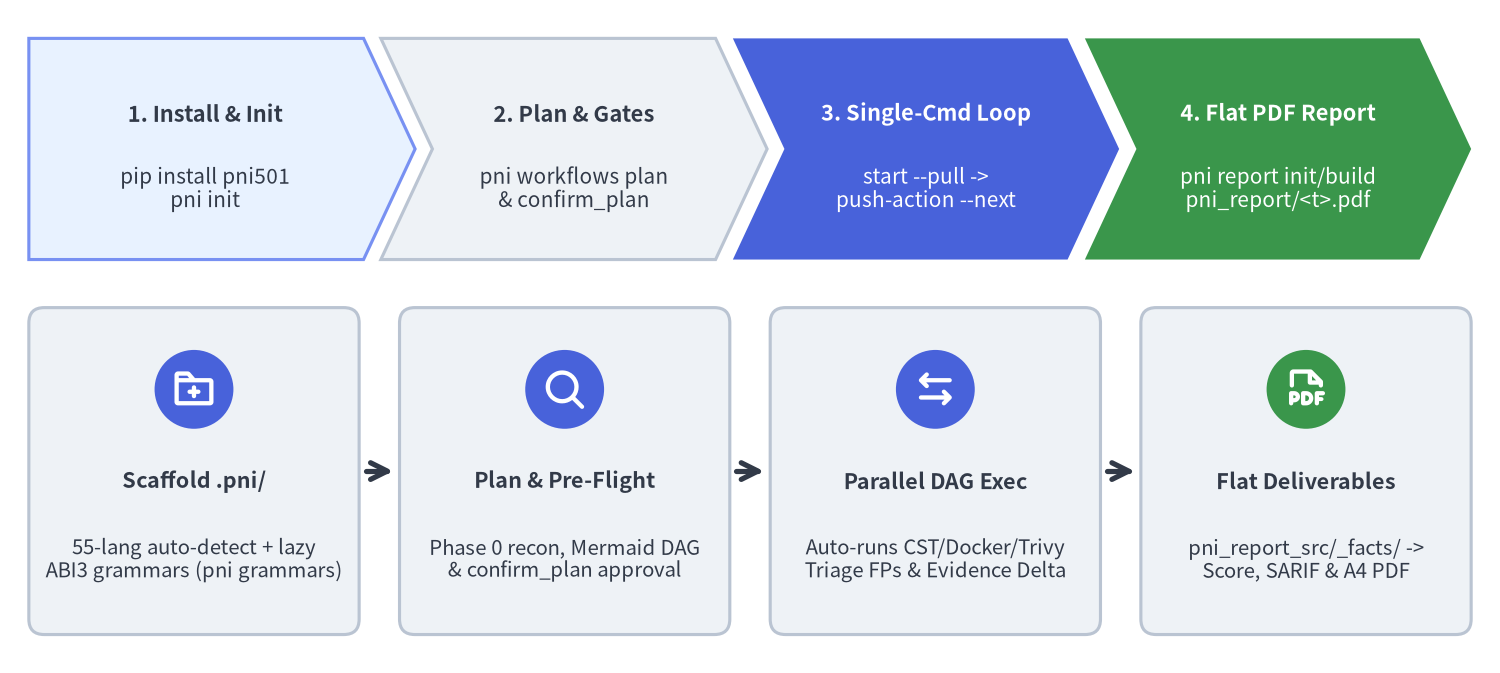 1. Install & Init
pip install pni501
pni init
2. Plan & Gates
pni workflows plan
& confirm_plan
3. Single-Cmd Loop
start --pull ->
push-action --next
4. Flat PDF Report
pni report init/build
pni_report/<t>.pdf
Scaffold .pni/
55-lang auto-detect + lazy
ABI3 grammars (pni grammars)
Plan & Pre-Flight
Phase 0 recon, Mermaid DAG
& confirm_plan approval
Parallel DAG Exec
Auto-runs CST/Docker/Trivy
Triage FPs & Evidence Delta
PDF
Flat Deliverables
pni_report_src/_facts/ ->
Score, SARIF & A4 PDF